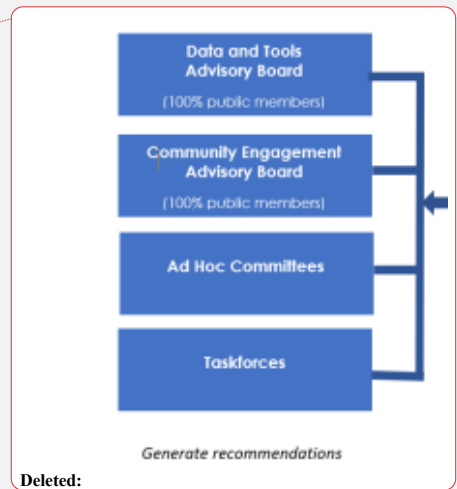 Data and Tools
Advisory Board
(100% public members)
Community Engagement
Advisory Board
(100% public members)
Ad Hoc Committees
Taskforces
Generate recommendations
Deleted: